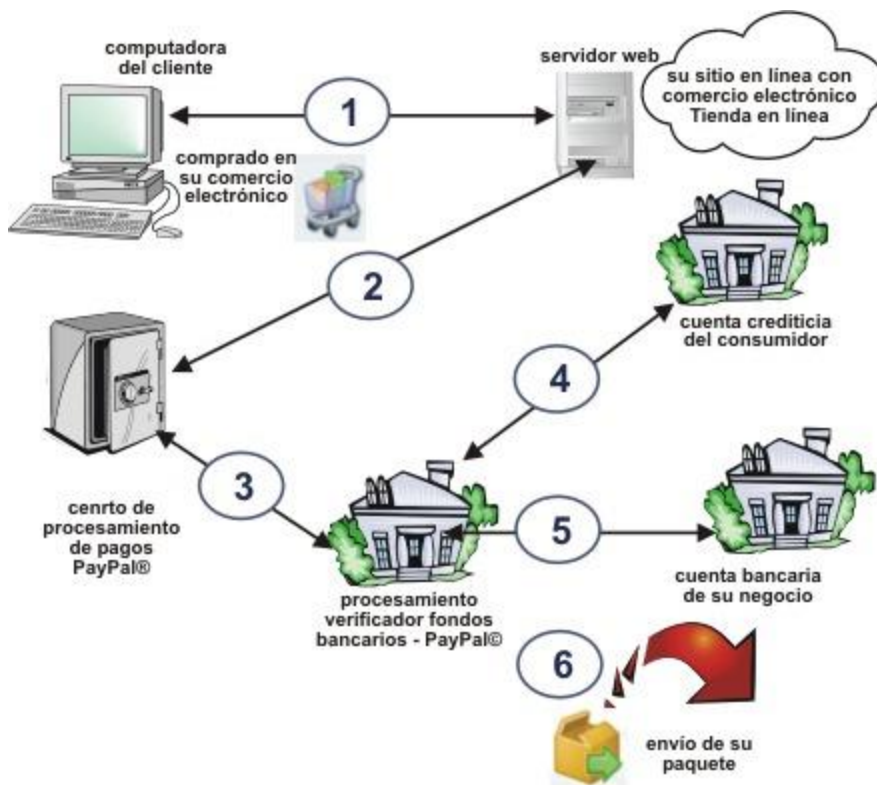 computadora
del cliente
servidor web
su sitio en línea con
comercio electrónico
Tienda en línea
1
comprado en
su comercio
electrónico
2
cuenta crediticia
del consumidor
4
3
cenrto de
procesamiento
de pagos
PayPal®
5
procesamiento
verificador fondos
bancarios - PayPal©
cuenta bancaria
de su negocio
6
envío de su
paquete